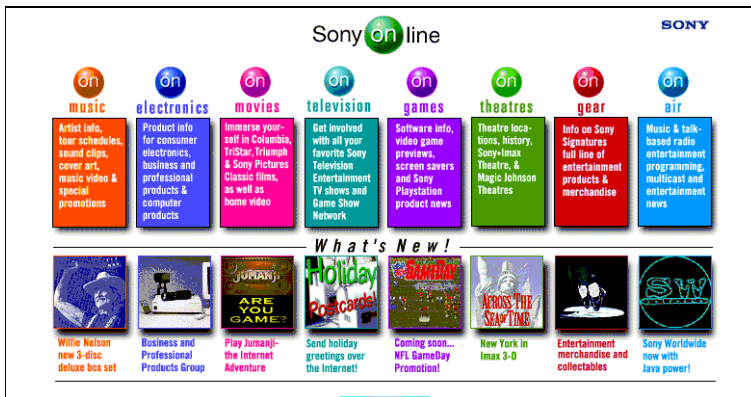 Sony on line
SONY
on on on on on on on on
music electronics movies television games theatres gear air
Artist info,
tour schedules,
sound clips,
cover art,
music video &
special
promotions
Product info
for consumer
electronics,
business and
professional
products &
computer
products
Immerse your-
self in Columbia,
TriStar, Triumph
& Sony Pictures
Classic films,
as well as
home video
Get involved
with all your
favorite Sony
Television
Entertainment
TV shows and
Game Show
Network
Software info,
video game
previews,
screen savers
and Sony
Playstation
product news
Theatre loca-
tions, history,
Sony•Imax
Theatre, &
Magic Johnson
Theatres
Info on Sony
Signatures
full line of
entertainment
products &
merchandise
Music & talk-
based radio
entertainment
programming,
multicast and
entertainment
news
What's New!
JUMANJI
ARE
YOU
GAME?
Holiday
Postcards!
GAMEDAY
ACROSS THE
SEA OF TIME
SW
Willie Nelson
new 3-disc
deluxe box set
Business and
Professional
Products Group
Play Jumanji-
the Internet
Adventure
Send holiday
greetings over
the Internet!
Coming soon...
NFL GameDay
Promotion!
New York in
Imax 3-D
Entertainment
merchandise and
collectables
Sony Worldwide
now with
Java power!